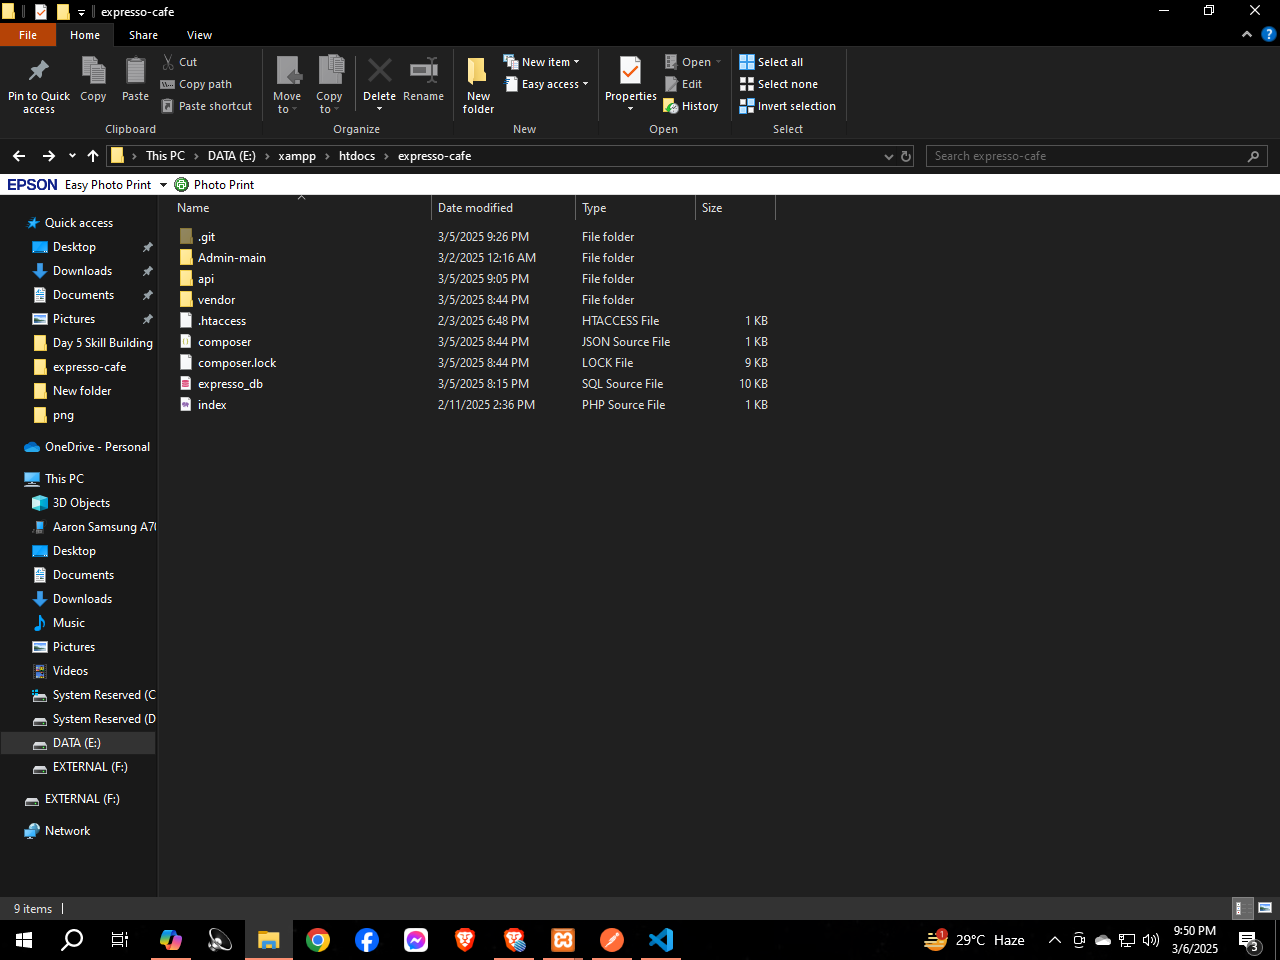 expresso-cafe
File Home Share View
Pin to Quick access
Copy
Paste
Cut
Copy path
Paste shortcut
Clipboard
Move to
Copy to
Delete
Rename
Organize
New folder
New item
Easy access
New
Properties
Open
Edit
History
Open
Select all
Select none
Invert selection
Select
This PC › DATA (E:) › xampp › htdocs › expresso-cafe
Search expresso-cafe
EPSON Easy Photo Print Photo Print
Quick access
Desktop
Downloads
Documents
Pictures
Day 5 Skill Building
expresso-cafe
New folder
png
OneDrive - Personal
This PC
3D Objects
Aaron Samsung A70
Desktop
Documents
Downloads
Music
Pictures
Videos
System Reserved (C
System Reserved (D
DATA (E:)
EXTERNAL (F:)
EXTERNAL (F:)
Network
Name Date modified Type Size
.git 3/5/2025 9:26 PM File folder
Admin-main 3/2/2025 12:16 AM File folder
api 3/5/2025 9:05 PM File folder
vendor 3/5/2025 8:44 PM File folder
.htaccess 2/3/2025 6:48 PM HTACCESS File 1 KB
composer 3/5/2025 8:44 PM JSON Source File 1 KB
composer.lock 3/5/2025 8:44 PM LOCK File 9 KB
expresso_db 3/5/2025 8:15 PM SQL Source File 10 KB
index 2/11/2025 2:36 PM PHP Source File 1 KB
9 items
1
29°C Haze
9:50 PM
3/6/2025
3